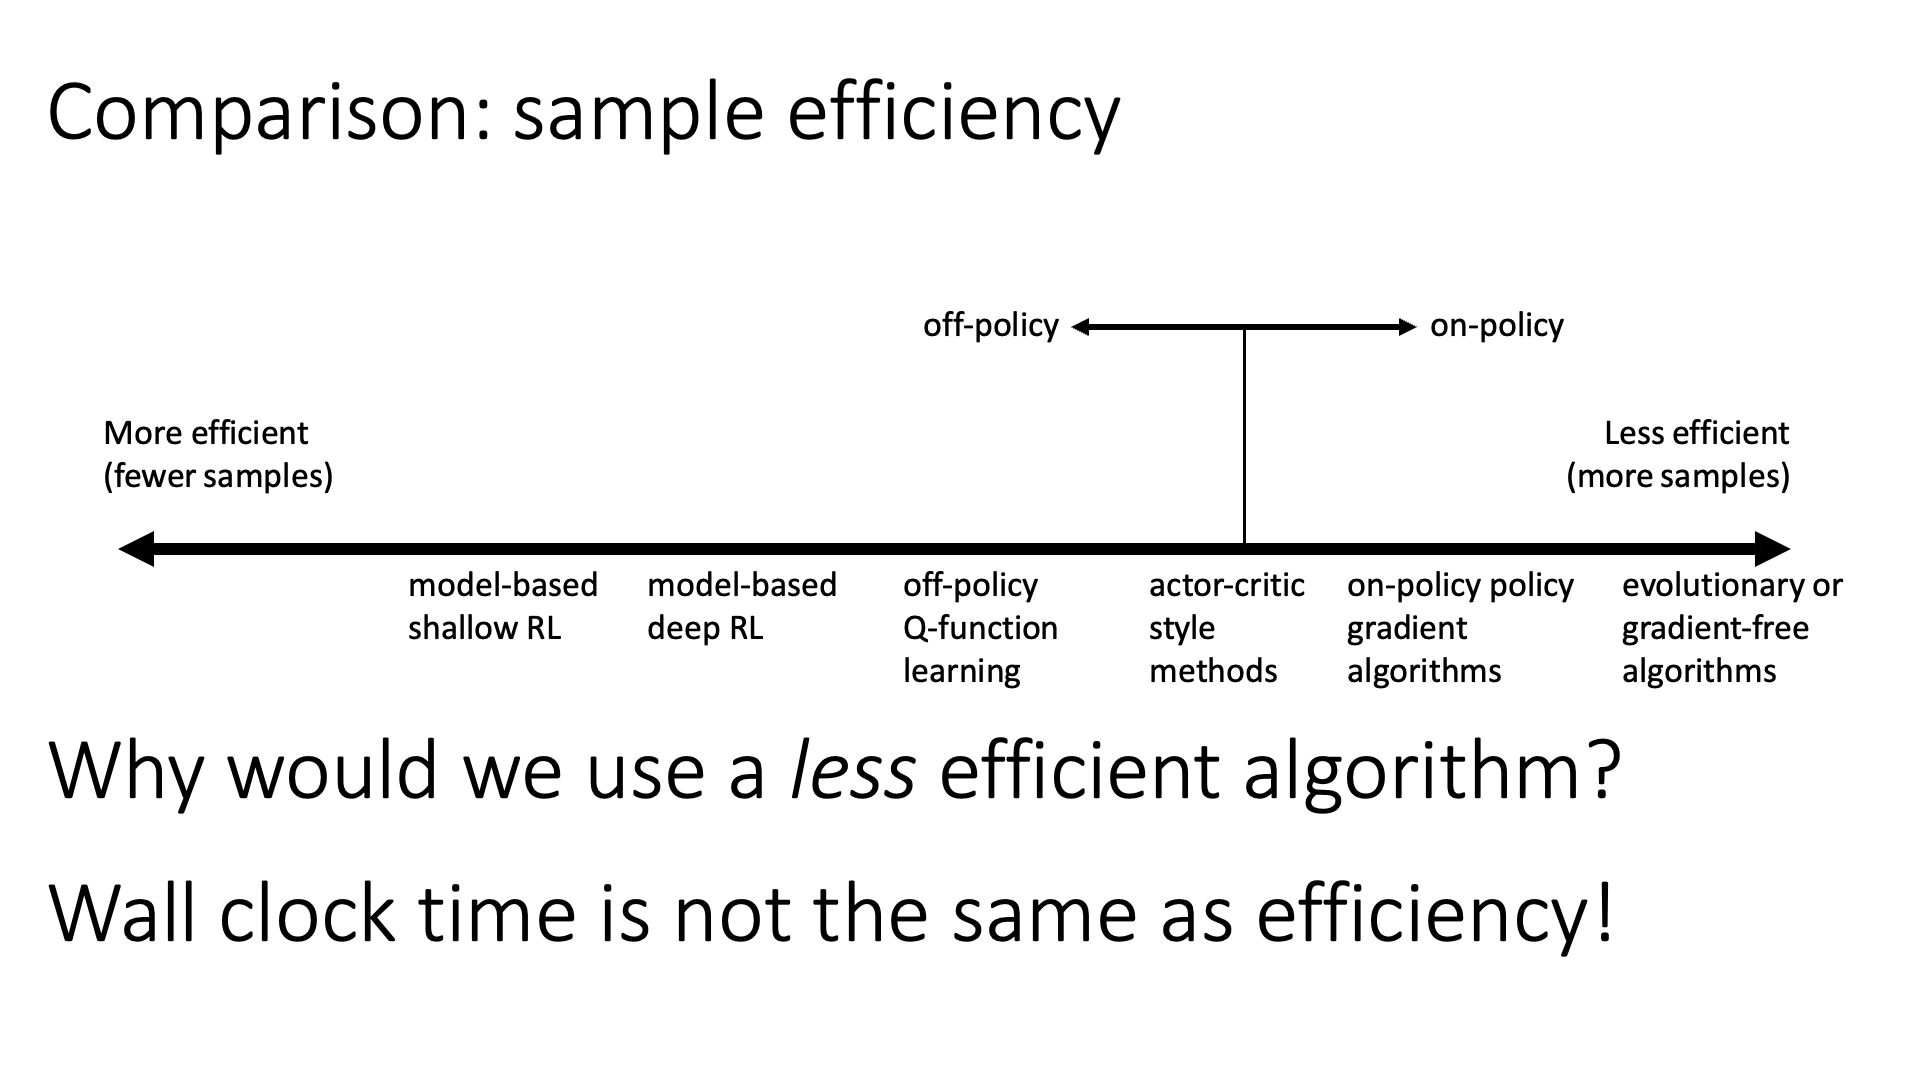 Comparison: sample efficiency
off-policy
on-policy
More efficient
(fewer samples)
Less efficient
(more samples)
model-based
shallow RL
model-based
deep RL
off-policy
Q-function
learning
actor-critic
style
methods
on-policy policy
gradient
algorithms
evolutionary or
gradient-free
algorithms
Why would we use a less efficient algorithm?
Wall clock time is not the same as efficiency!